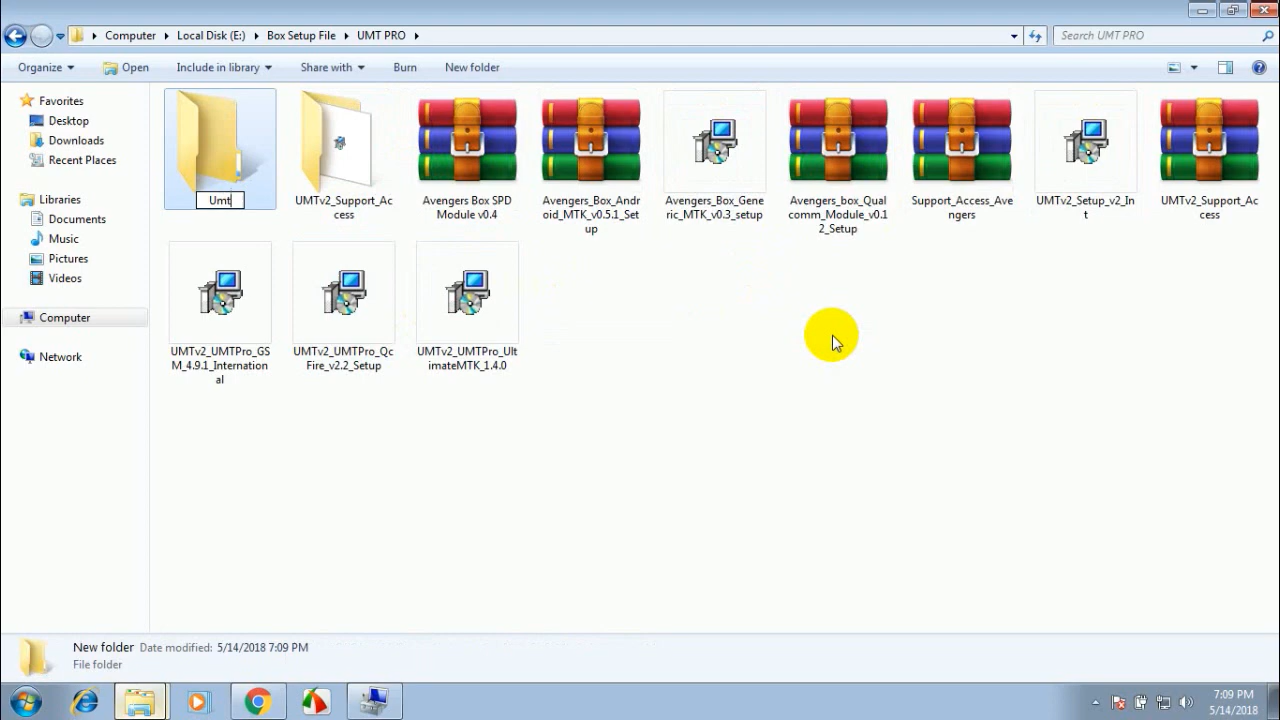 Computer
Local Disk (E:)
Box Setup File
UMT PRO
Search UMT PRO
Organize
Open
Include in library
Share with
Burn
New folder
Favorites
Desktop
Downloads
Recent Places
Libraries
Documents
Music
Pictures
Videos
Computer
Network
Umt
UMTv2_Support_Ac
cess
Avengers Box SPD
Module v0.4
Avengers_Box_Andr
oid_MTK_v0.5.1_Set
up
Avengers_Box_Gene
ric_MTK_v0.3_setup
Avengers_box_Qual
comm_Module_v0.1
2_Setup
Support_Access_Ave
ngers
UMTv2_Setup_v2_In
t
UMTv2_Support_Ac
cess
UMTv2_UMTPro_GS
M_4.9.1_Internation
al
UMTv2_UMTPro_Qc
Fire_v2.2_Setup
UMTv2_UMTPro_Ult
imateMTK_1.4.0
New folder Date modified: 5/14/2018 7:09 PM
File folder
7:09 PM
5/14/2018